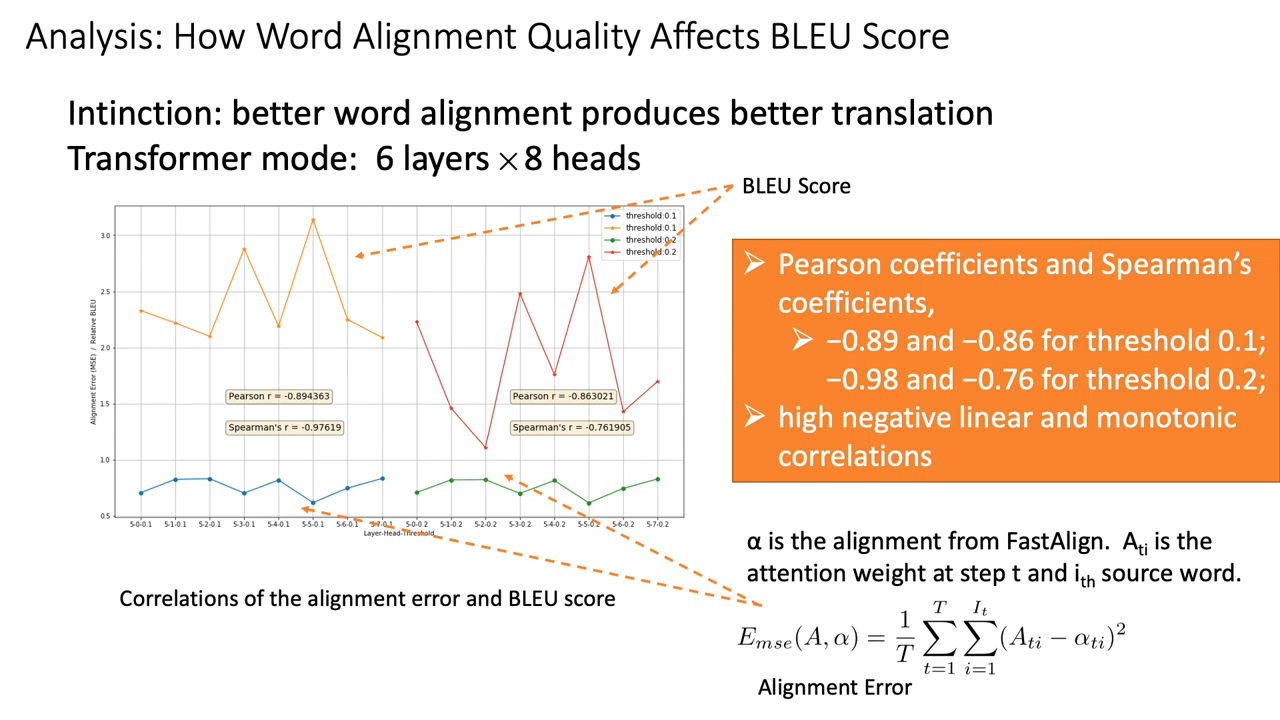 Analysis: How Word Alignment Quality Affects BLEU Score
Intinction: better word alignment produces better translation
Transformer mode: 6 layers × 8 heads
BLEU Score
threshold:0.1
threshold:0.1
threshold:0.2
threshold:0.2
3.0
2.5
2.0
1.5
1.0
0.5
Alignment Error (MSE) / Relative BLEU
Pearson r = -0.894363
Spearman's r = -0.97619
Pearson r = -0.863021
Spearman's r = -0.761905
5-0-0.1 5-1-0.1 5-2-0.1 5-3-0.1 5-4-0.1 5-5-0.1 5-6-0.1 5-7-0.1 5-0-0.2 5-1-0.2 5-2-0.2 5-3-0.2 5-4-0.2 5-5-0.2 5-6-0.2 5-7-0.2
Layer-Head-Threshold
Correlations of the alignment error and BLEU score
➢ Pearson coefficients and Spearman's
coefficients,
➢ −0.89 and −0.86 for threshold 0.1;
−0.98 and −0.76 for threshold 0.2;
➢ high negative linear and monotonic
correlations
α is the alignment from FastAlign. A_ti is the
attention weight at step t and i_th source word.
E_mse(A, α) = 1/T ∑_{t=1}^{T} ∑_{i=1}^{I_t} (A_ti − α_ti)^2
Alignment Error